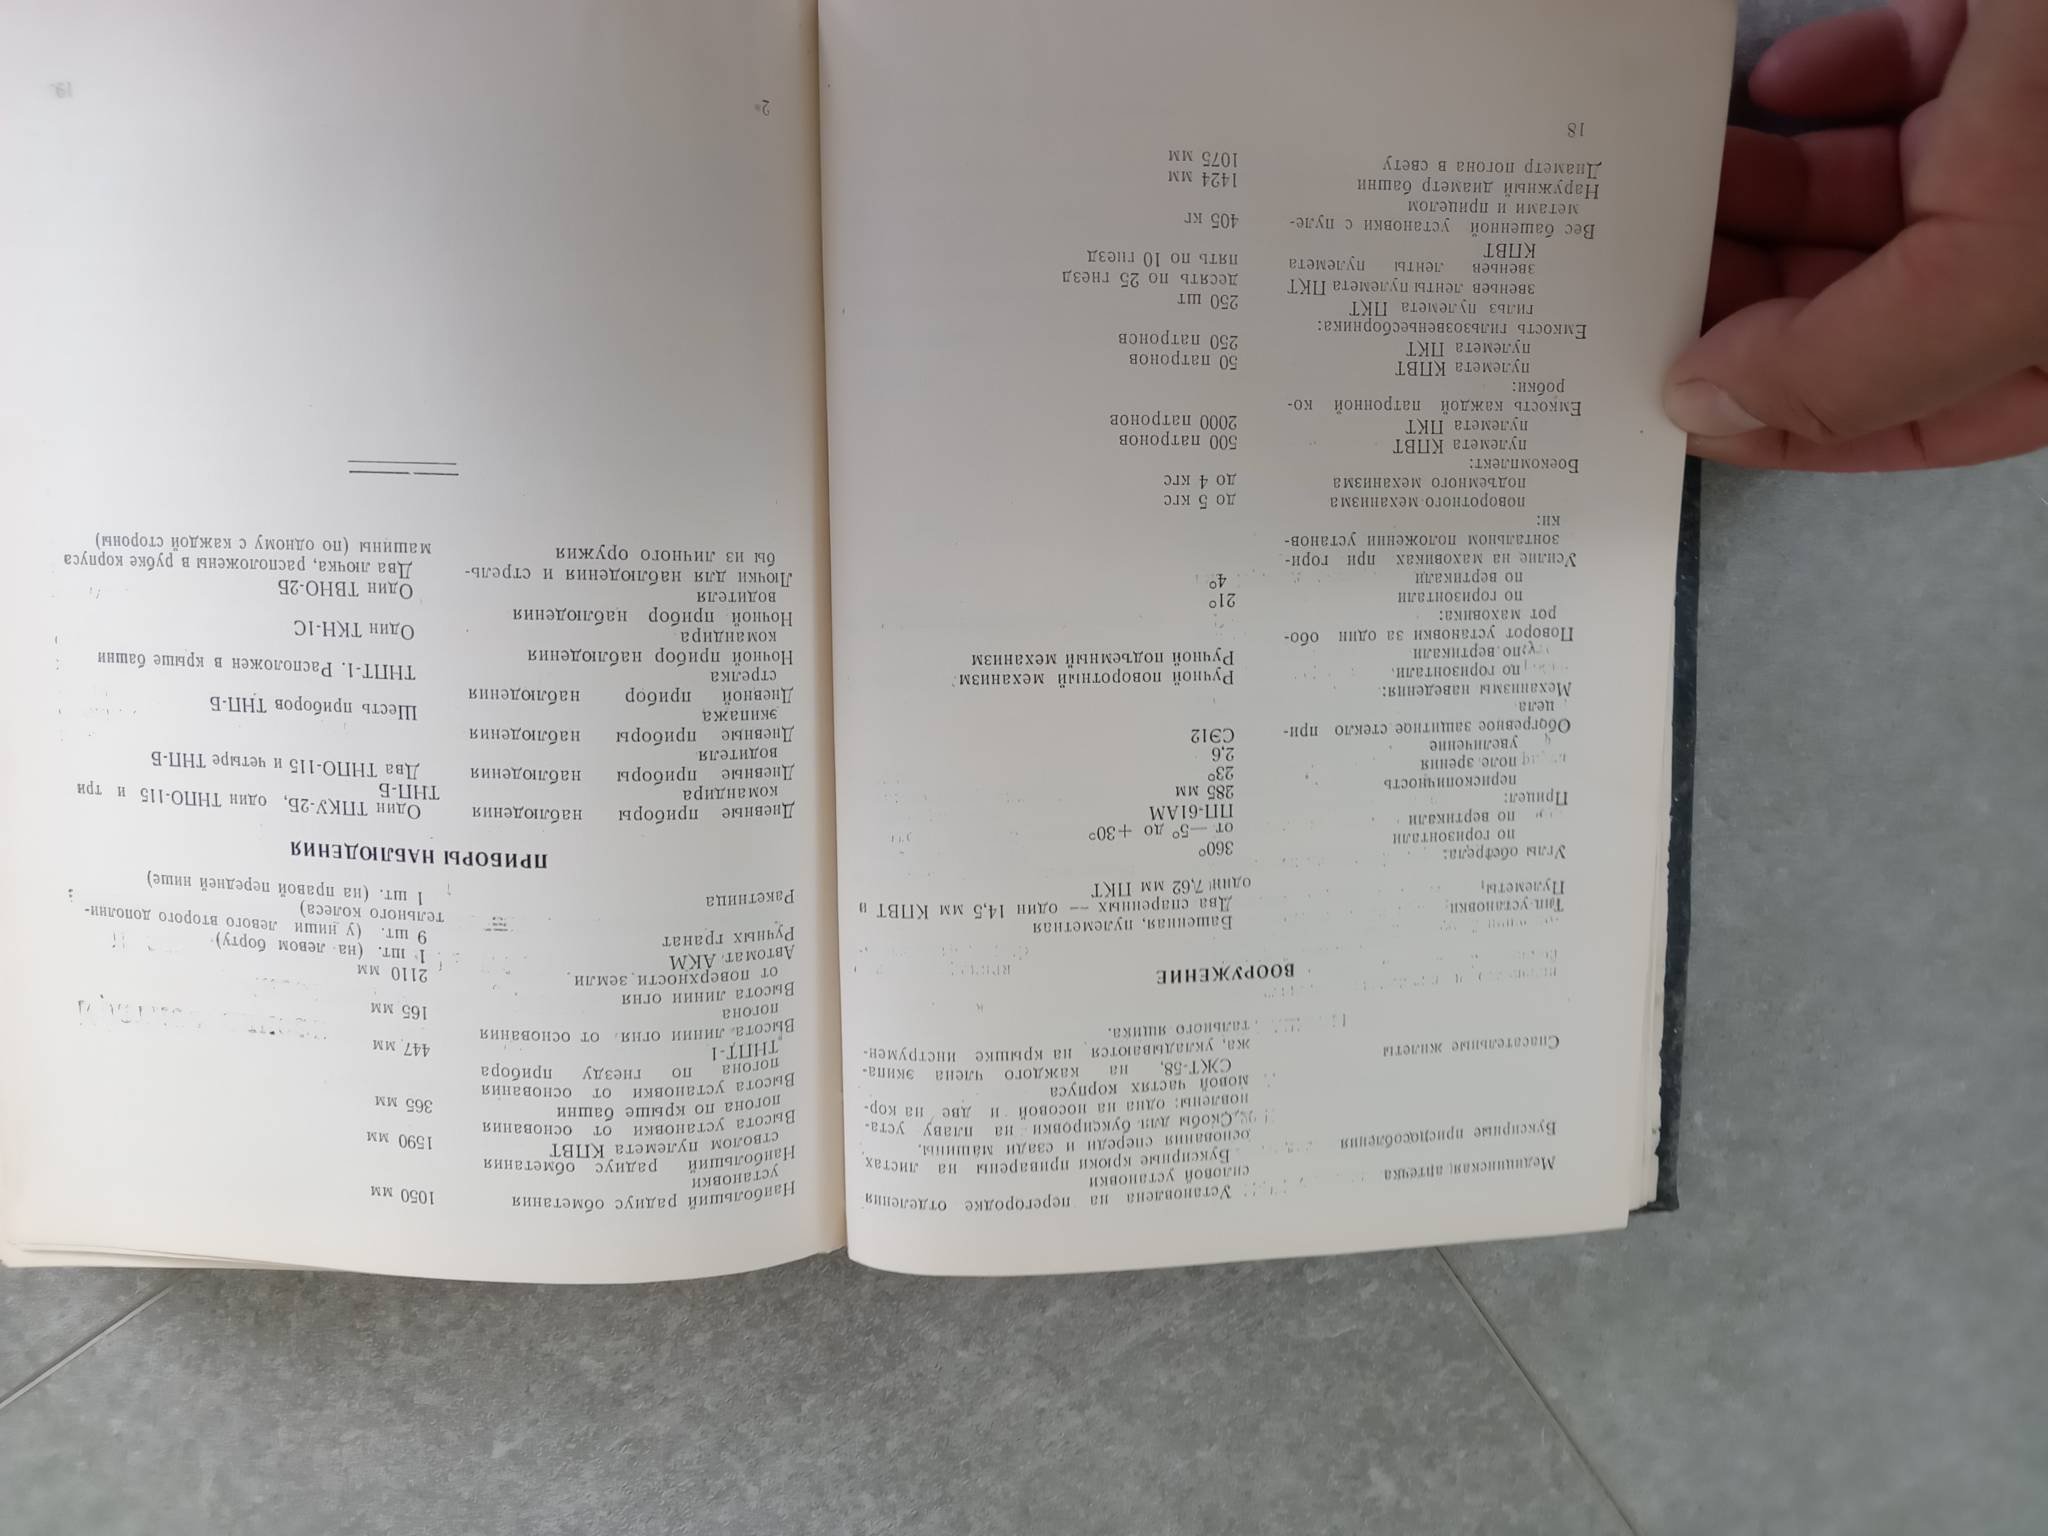 Медицинская аптечка Установлена на перегородке отделения
силовой установки
Буксирные приспособления Буксирные крюки приварены на листах
основания спереди и сзади машины.
Скобы для буксировки на плаву уста-
новлены: одна на носовой и две на кор-
мовой частях корпуса
Спасательные жилеты СЖТ-58, на каждого члена экипа-
жа, укладываются на крышке инструмен-
тального ящика.
ВООРУЖЕНИЕ
Тип установки Башенная, пулеметная
Пулеметы Два спаренных — один 14,5 мм КПВТ и
один 7,62 мм ПКТ
Углы обстрела:
по горизонтали 360°
по вертикали от —5° до +30°
Прицел: ПП-61АМ
перископичность 285 мм
поле зрения 23°
увеличение 2,6
Обогревное защитное стекло при- СЭ12
цела
Механизмы наведения:
по горизонтали Ручной поворотный механизм
по вертикали Ручной подъемный механизм
Поворот установки за один обо-
рот маховика:
по горизонтали 21°
по вертикали 4°
Усилие на маховиках при гори-
зонтальном положении установ-
ки:
поворотного механизма до 5 кгс
подъемного механизма до 4 кгс
Боекомплект:
пулемета КПВТ 500 патронов
пулемета ПКТ 2000 патронов
Емкость каждой патронной ко-
робки:
пулемета КПВТ 50 патронов
пулемета ПКТ 250 патронов
Емкость гильзозвеньесборника:
гильз пулемета ПКТ 250 шт
звеньев ленты пулемета ПКТ десять по 25 гнезд
звеньев ленты пулемета пять по 10 гнезд
КПВТ
Вес башенной установки с пуле- 405 кг
метами и прицелом
Наружный диаметр башни 1424 мм
Диаметр погона в свету 1075 мм
18
Наибольший радиус обметания 1050 мм
установки
Наибольший радиус обметания 1590 мм
стволом пулемета КПВТ
Высота установки от основания 365 мм
погона по крыше башни
Высота установки от основания 447 мм
погона по гнезду прибора
ТНПТ-1
Высота линии огня от основания 165 мм
погона
Высота линии огня 2110 мм
от поверхности земли
Автомат АКМ 1 шт. (на левом борту)
Ручных гранат 9 шт. (у ниши левого второго дополни-
тельного колеса)
Ракетница 1 шт. (на правой передней нише)
ПРИБОРЫ НАБЛЮДЕНИЯ
Дневные приборы наблюдения Один ТПКУ-2Б, один ТНПО-115 и три
командира ТНП-Б
Дневные приборы наблюдения Два ТНПО-115 и четыре ТНП-Б
водителя
Дневные приборы наблюдения Шесть приборов ТНП-Б
экипажа
Дневной прибор наблюдения ТНПТ-1. Расположен в крыше башни
стрелка
Ночной прибор наблюдения Один ТКН-1С
командира
Ночной прибор наблюдения Один ТВНО-2Б
водителя
Лючки для наблюдения и стрель- Два лючка, расположены в рубке корпуса
бы из личного оружия машины (по одному с каждой стороны)
2*
19